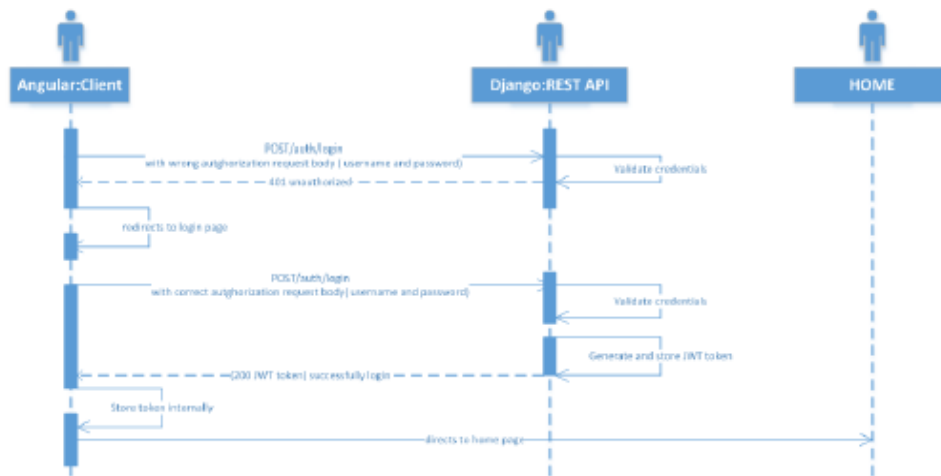 Angular:Client
Django:REST API
HOME
POST/auth/login
with wrong autghorization request body ( username and password)
Validate credentials
401 unauthorized
redirects to login page
POST/auth/login
with correct autghorization request body( username and password)
Validate credentials
Generate and store JWT token
(200 JWT token) successfully login
Store token internally
directs to home page